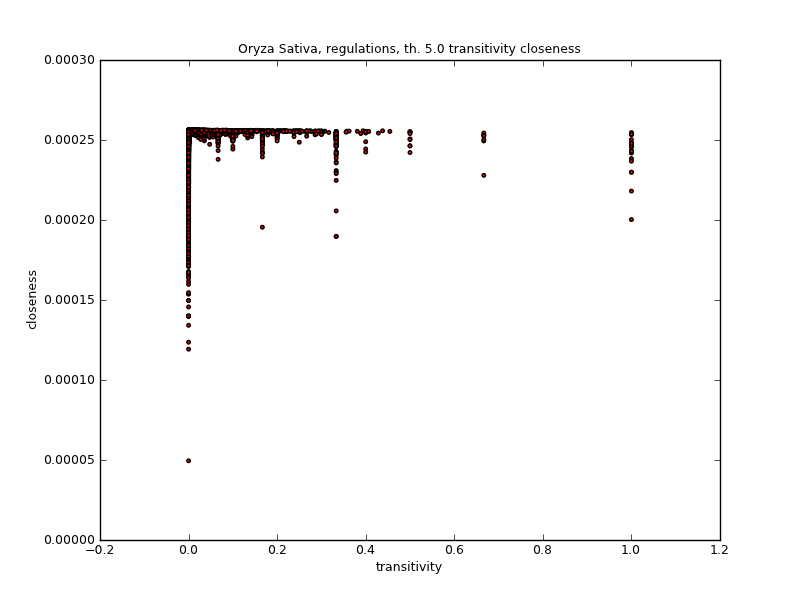 Oryza Sativa, regulations, th. 5.0 transitivity closeness
0.00030
0.00025
0.00020
0.00015
0.00010
0.00005
0.00000
closeness
−0.2 0.0 0.2 0.4 0.6 0.8 1.0 1.2
transitivity